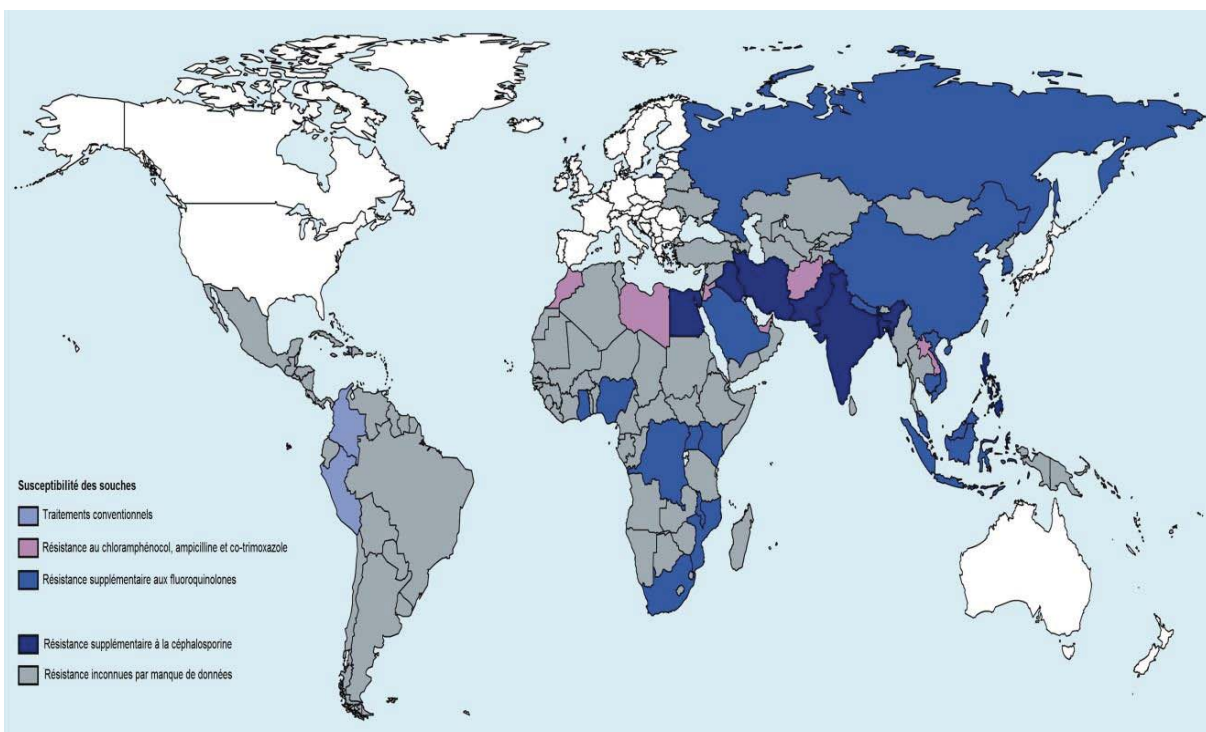 Susceptibilité des souches
Traitements conventionnels
Résistance au chloramphénocol, ampicilline et co-trimoxazole
Résistance supplémentaire aux fluoroquinolones
Résistance supplémentaire à la céphalosporine
Résistance inconnues par manque de données